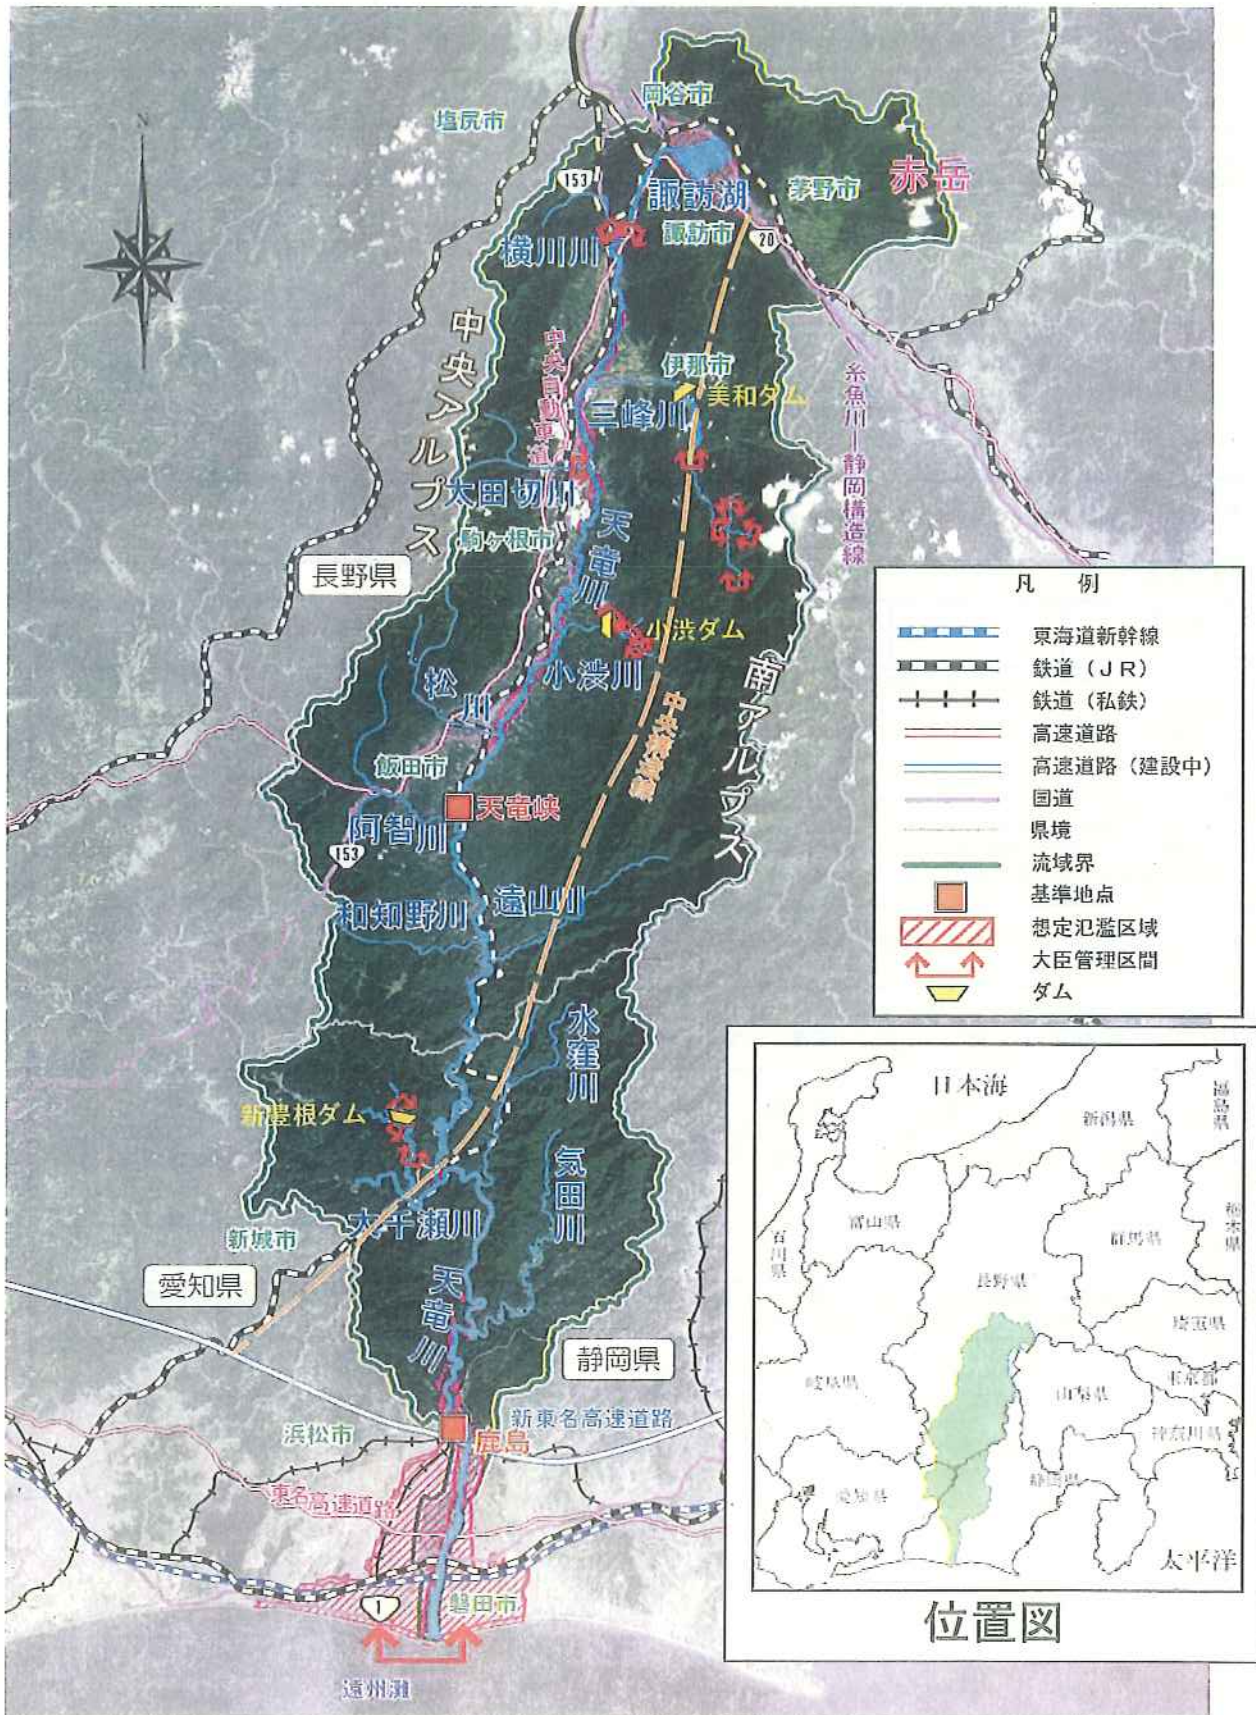 N
岡谷市
塩尻市
赤岳
153
諏訪湖
茅野市
諏訪市
20
横川川
中央アルプス
中央自動車道
伊那市
美和ダム
三峰川
糸魚川ー静岡構造線
太田切川
駒ヶ根市
天竜川
長野県
小渋ダム
小渋川
南アルプス
松川
中央構造線
飯田市
天竜峡
阿智川
153
和知野川
遠山川
水窪川
新豊根ダム
気田川
大千瀬川
新城市
愛知県
天竜川
静岡県
新東名高速道路
浜松市
鹿島
東名高速道路
1
磐田市
遠州灘
凡 例
東海道新幹線
鉄道(JR)
鉄道(私鉄)
高速道路
高速道路(建設中)
国道
県境
流域界
基準地点
想定氾濫区域
大臣管理区間
ダム
日本海
福島県
新潟県
栃木県
富山県
石川県
群馬県
長野県
埼玉県
岐阜県
山梨県
東京都
神奈川県
静岡県
愛知県
太平洋
位置図